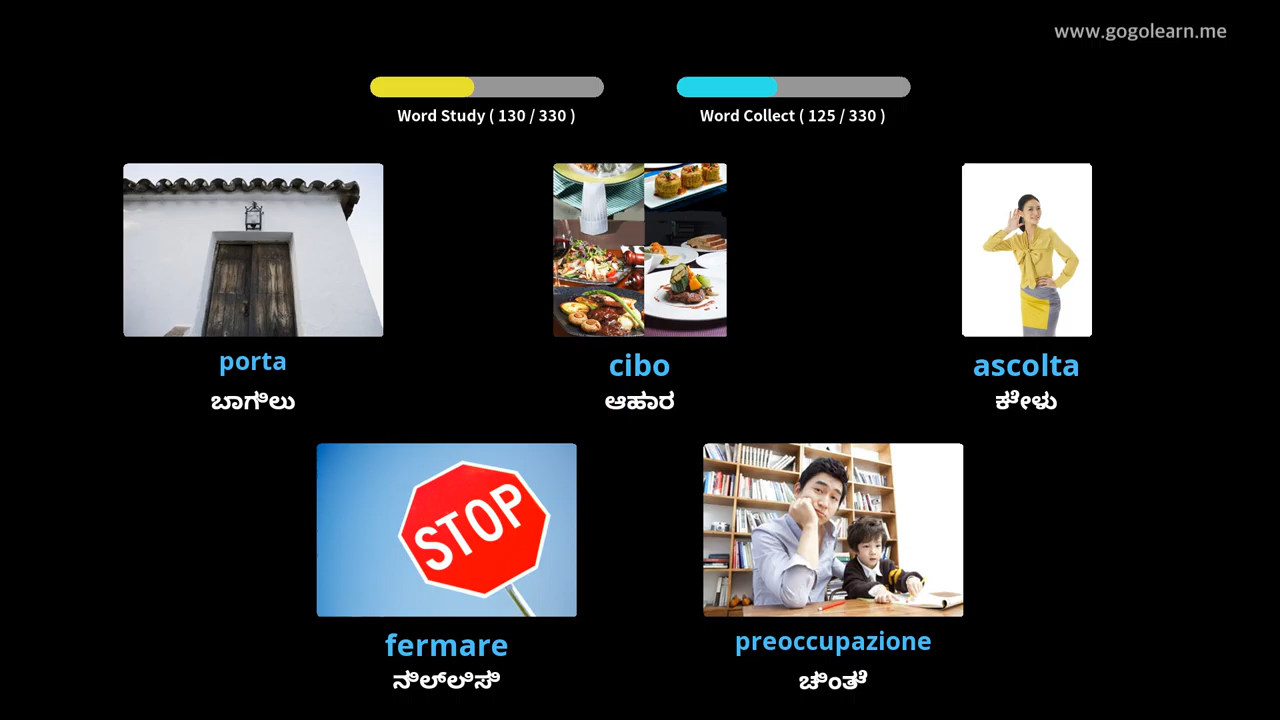 www.gogolearn.me
Word Study ( 130 / 330 )
Word Collect ( 125 / 330 )
porta
ಬಾಗಿಲು
cibo
ಆಹಾರ
ascolta
ಕೇಳು
STOP
fermare
ನಿಲ್ಲಿಸಿ
preoccupazione
ಚಿಂತೆ